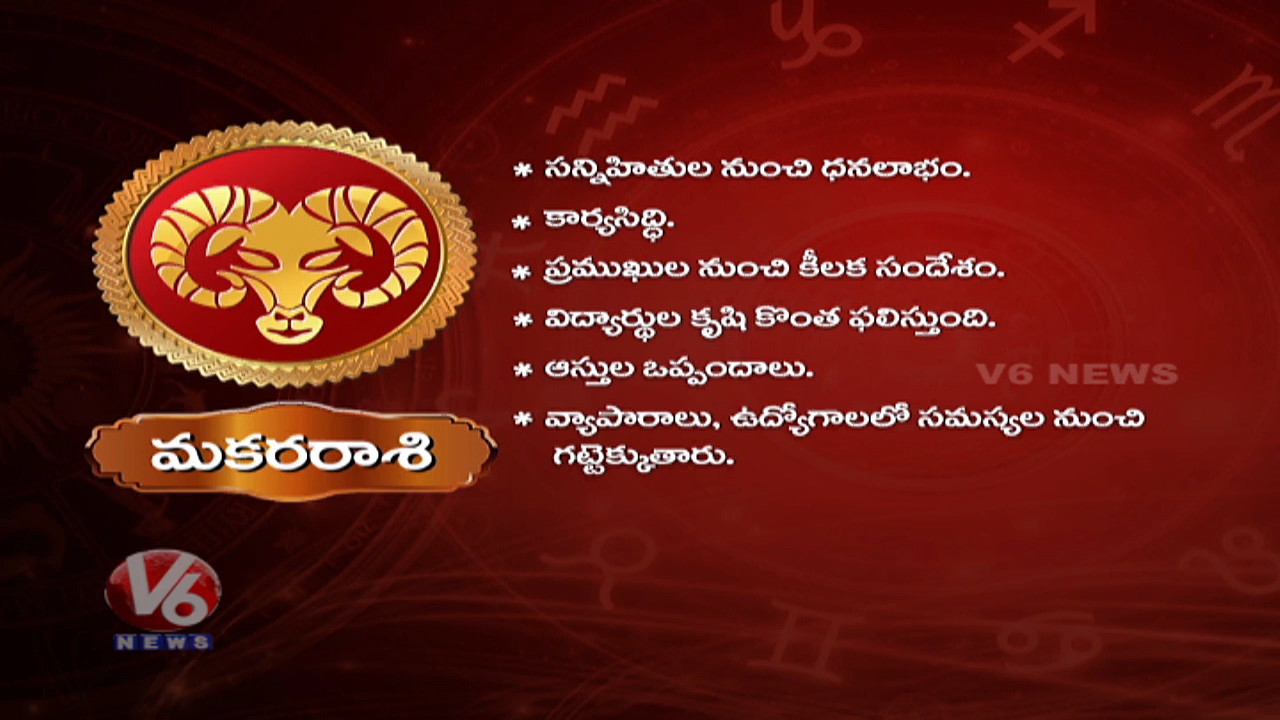 * సన్నిహితుల నుంచి ధనలాభం.
* కార్యసిద్ధి.
* ప్రముఖుల నుంచి కీలక సందేశం.
* విద్యార్థుల కృషి కొంత ఫలిస్తుంది.
* ఆస్తుల ఒప్పందాలు.
* వ్యాపారాలు, ఉద్యోగాలలో సమస్యల నుంచి
గట్టెక్కుతారు.
మకరరాశి
V6 NEWS
V6
NEWS